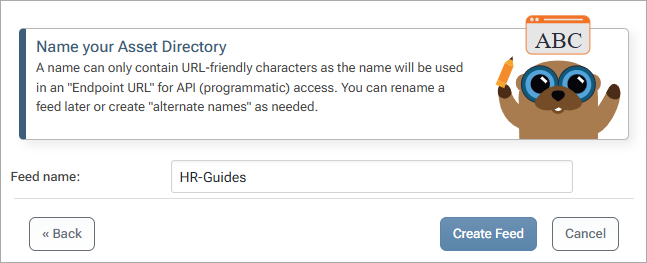 Name your Asset Directory
ABC
A name can only contain URL-friendly characters as the name will be used
in an "Endpoint URL" for API (programmatic) access. You can rename a
feed later or create "alternate names" as needed.
Feed name:
HR-Guides
« Back
Create Feed
Cancel